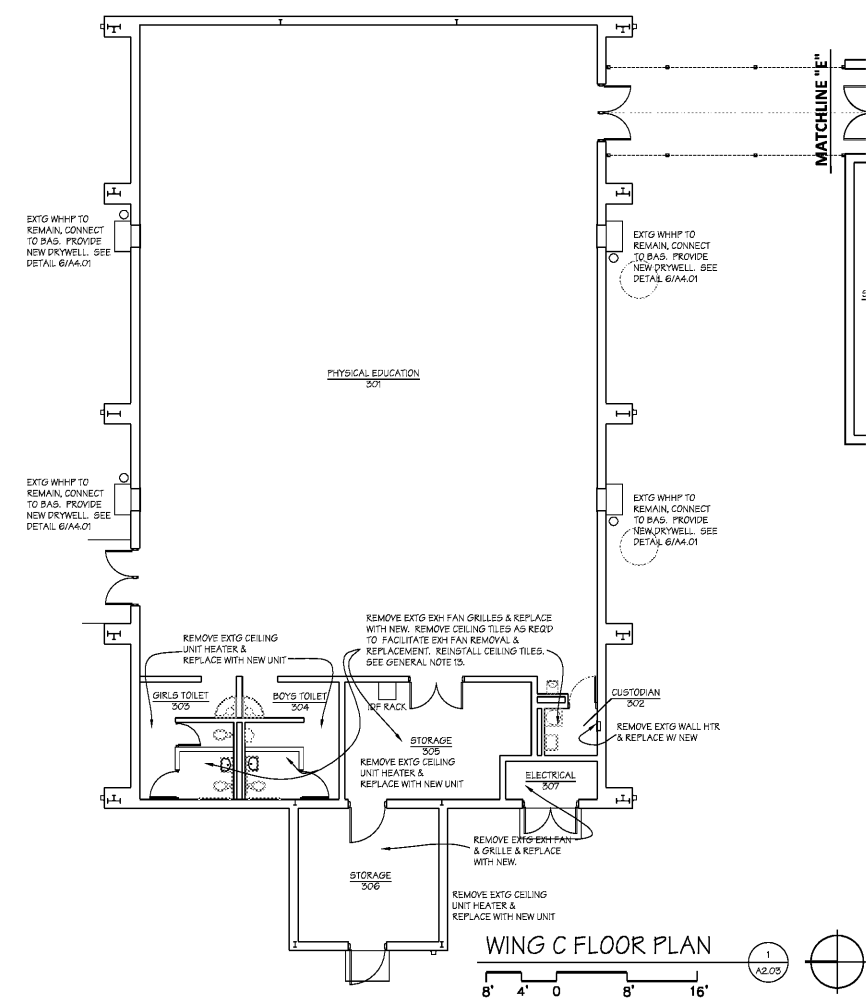 MATCHLINE "E"
EXTG WHHP TO
REMAIN, CONNECT
TO BAS. PROVIDE
NEW DRYWELL. SEE
DETAIL 6/A4.01
EXTG WHHP TO
REMAIN, CONNECT
TO BAS. PROVIDE
NEW DRYWELL. SEE
DETAIL 6/A4.01
PHYSICAL EDUCATION
301
EXTG WHHP TO
REMAIN, CONNECT
TO BAS. PROVIDE
NEW DRYWELL. SEE
DETAIL 6/A4.01
EXTG WHHP TO
REMAIN, CONNECT
TO BAS. PROVIDE
NEW DRYWELL. SEE
DETAIL 6/A4.01
REMOVE EXTG CEILING
UNIT HEATER &
REPLACE WITH NEW UNIT
REMOVE EXTG EXH FAN GRILLES & REPLACE
WITH NEW. REMOVE CEILING TILES AS REQ'D
TO FACILITATE EXH FAN REMOVAL &
REPLACEMENT. REINSTALL CEILING TILES.
SEE GENERAL NOTE 13.
GIRLS TOILET
303
BOYS TOILET
304
IDF RACK
CUSTODIAN
302
REMOVE EXTG WALL HTR
& REPLACE W/ NEW
STORAGE
305
REMOVE EXTG CEILING
UNIT HEATER &
REPLACE WITH NEW UNIT
ELECTRICAL
307
REMOVE EXTG EXH FAN
& GRILLE & REPLACE
WITH NEW.
STORAGE
306
REMOVE EXTG CEILING
UNIT HEATER &
REPLACE WITH NEW UNIT
WING C FLOOR PLAN
1
A2.03
8' 4' 0 8' 16'